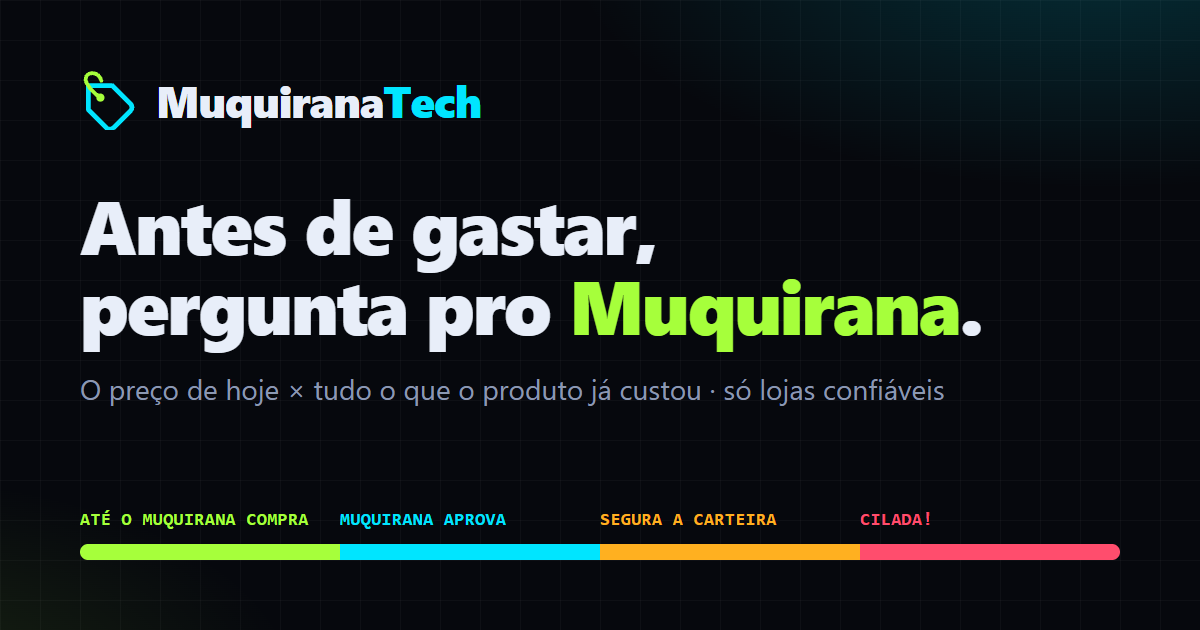 MuquiranaTech
Antes de gastar,
pergunta pro Muquirana.
O preço de hoje × tudo o que o produto já custou · só lojas confiáveis
ATÉ O MUQUIRANA COMPRA MUQUIRANA APROVA SEGURA A CARTEIRA CILADA!